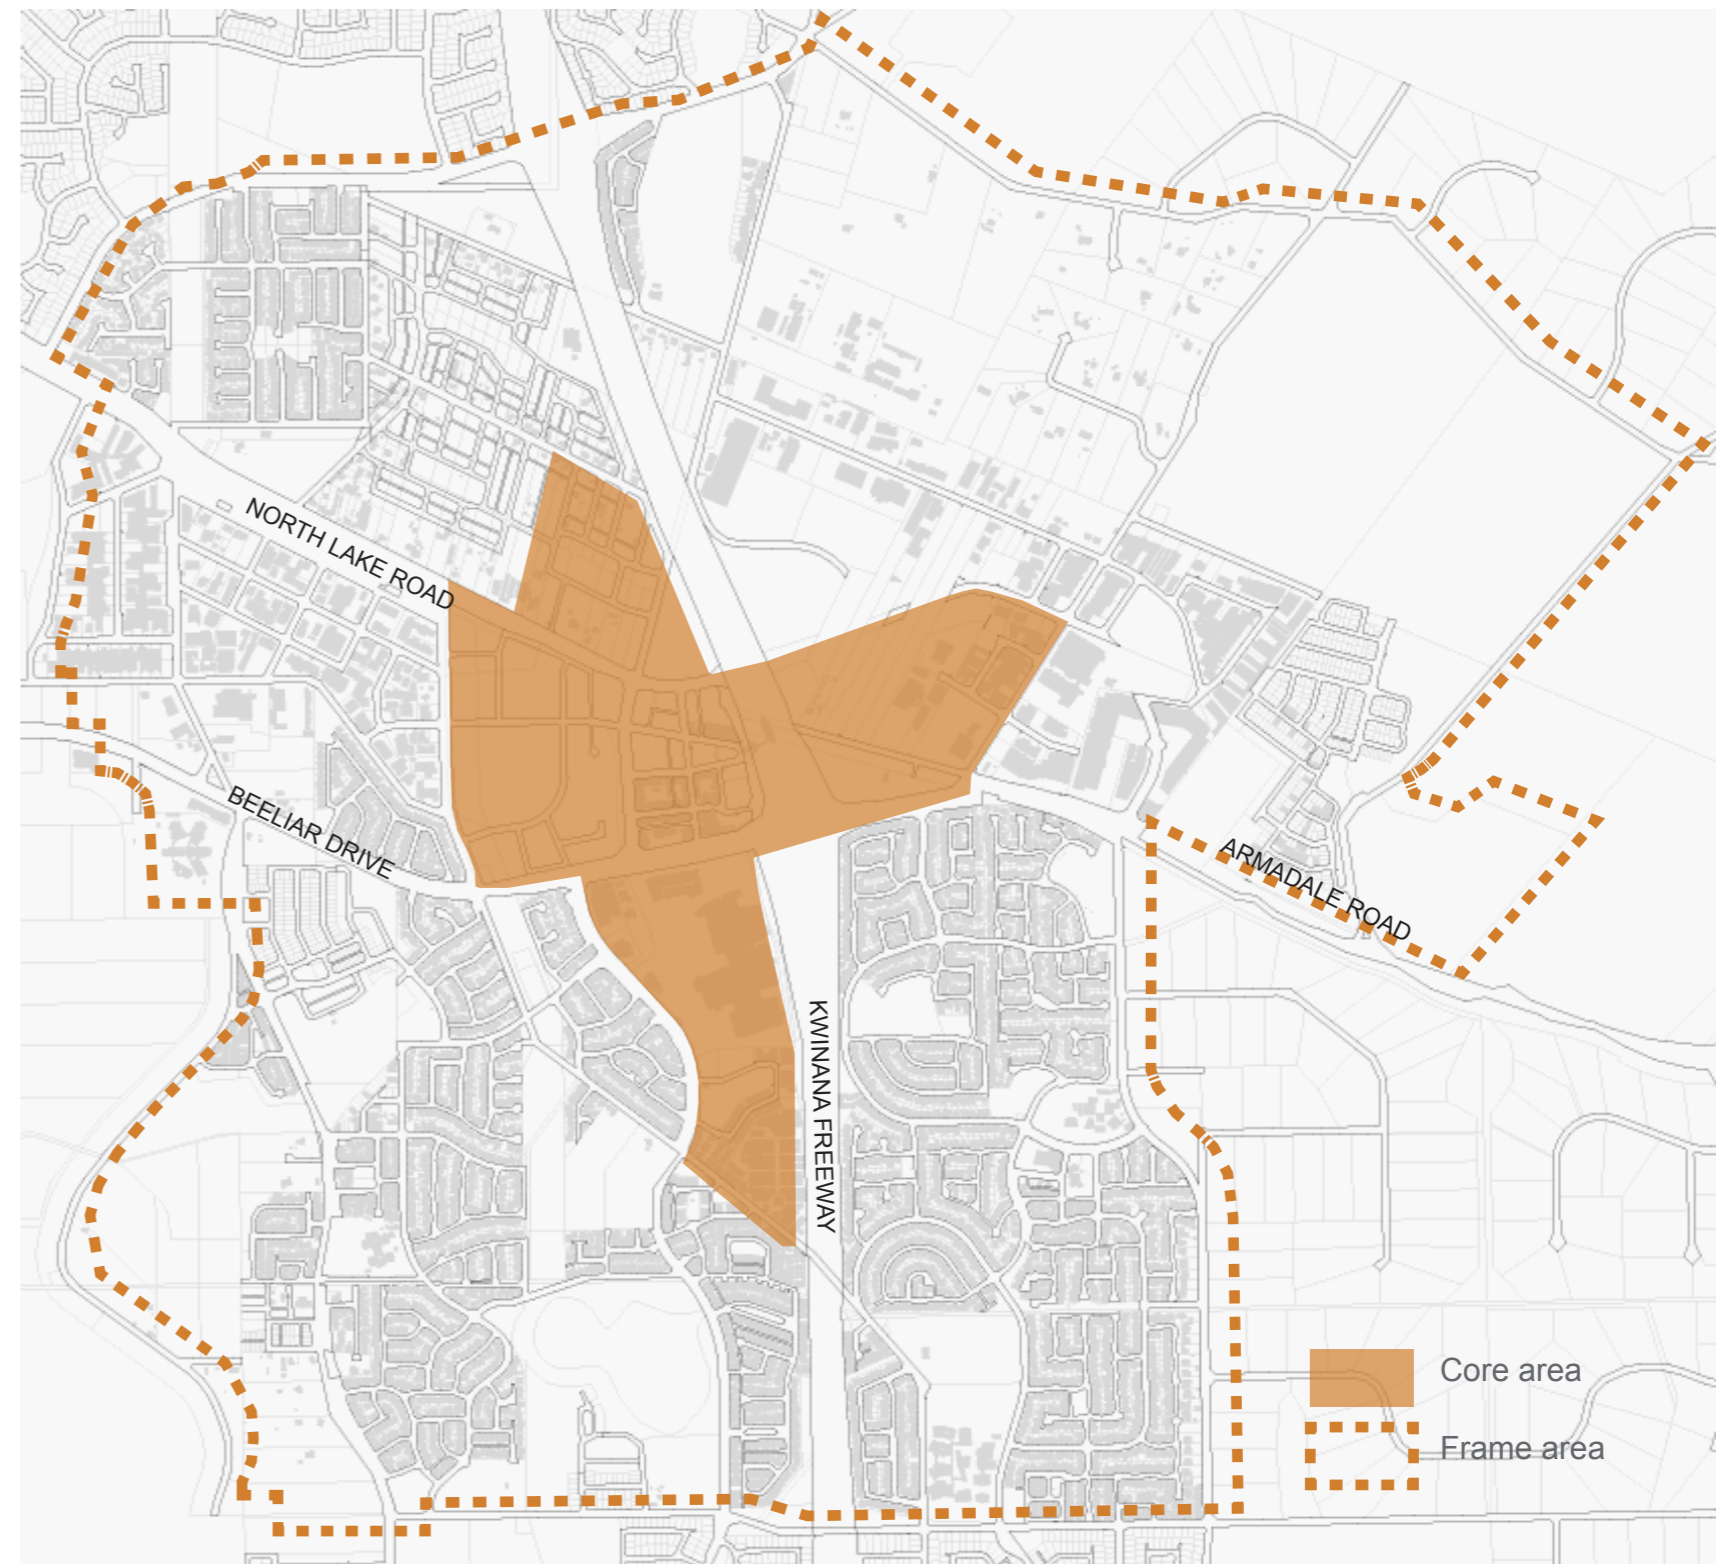 NORTH LAKE ROAD
BEELIAR DRIVE
ARMADALE ROAD
KWINANA FREEWAY
Core area
Frame area